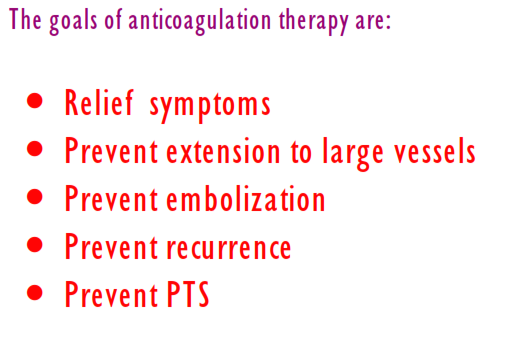 The goals of anticoagulation therapy are:
• Relief symptoms
• Prevent extension to large vessels
• Prevent embolization
• Prevent recurrence
• Prevent PTS